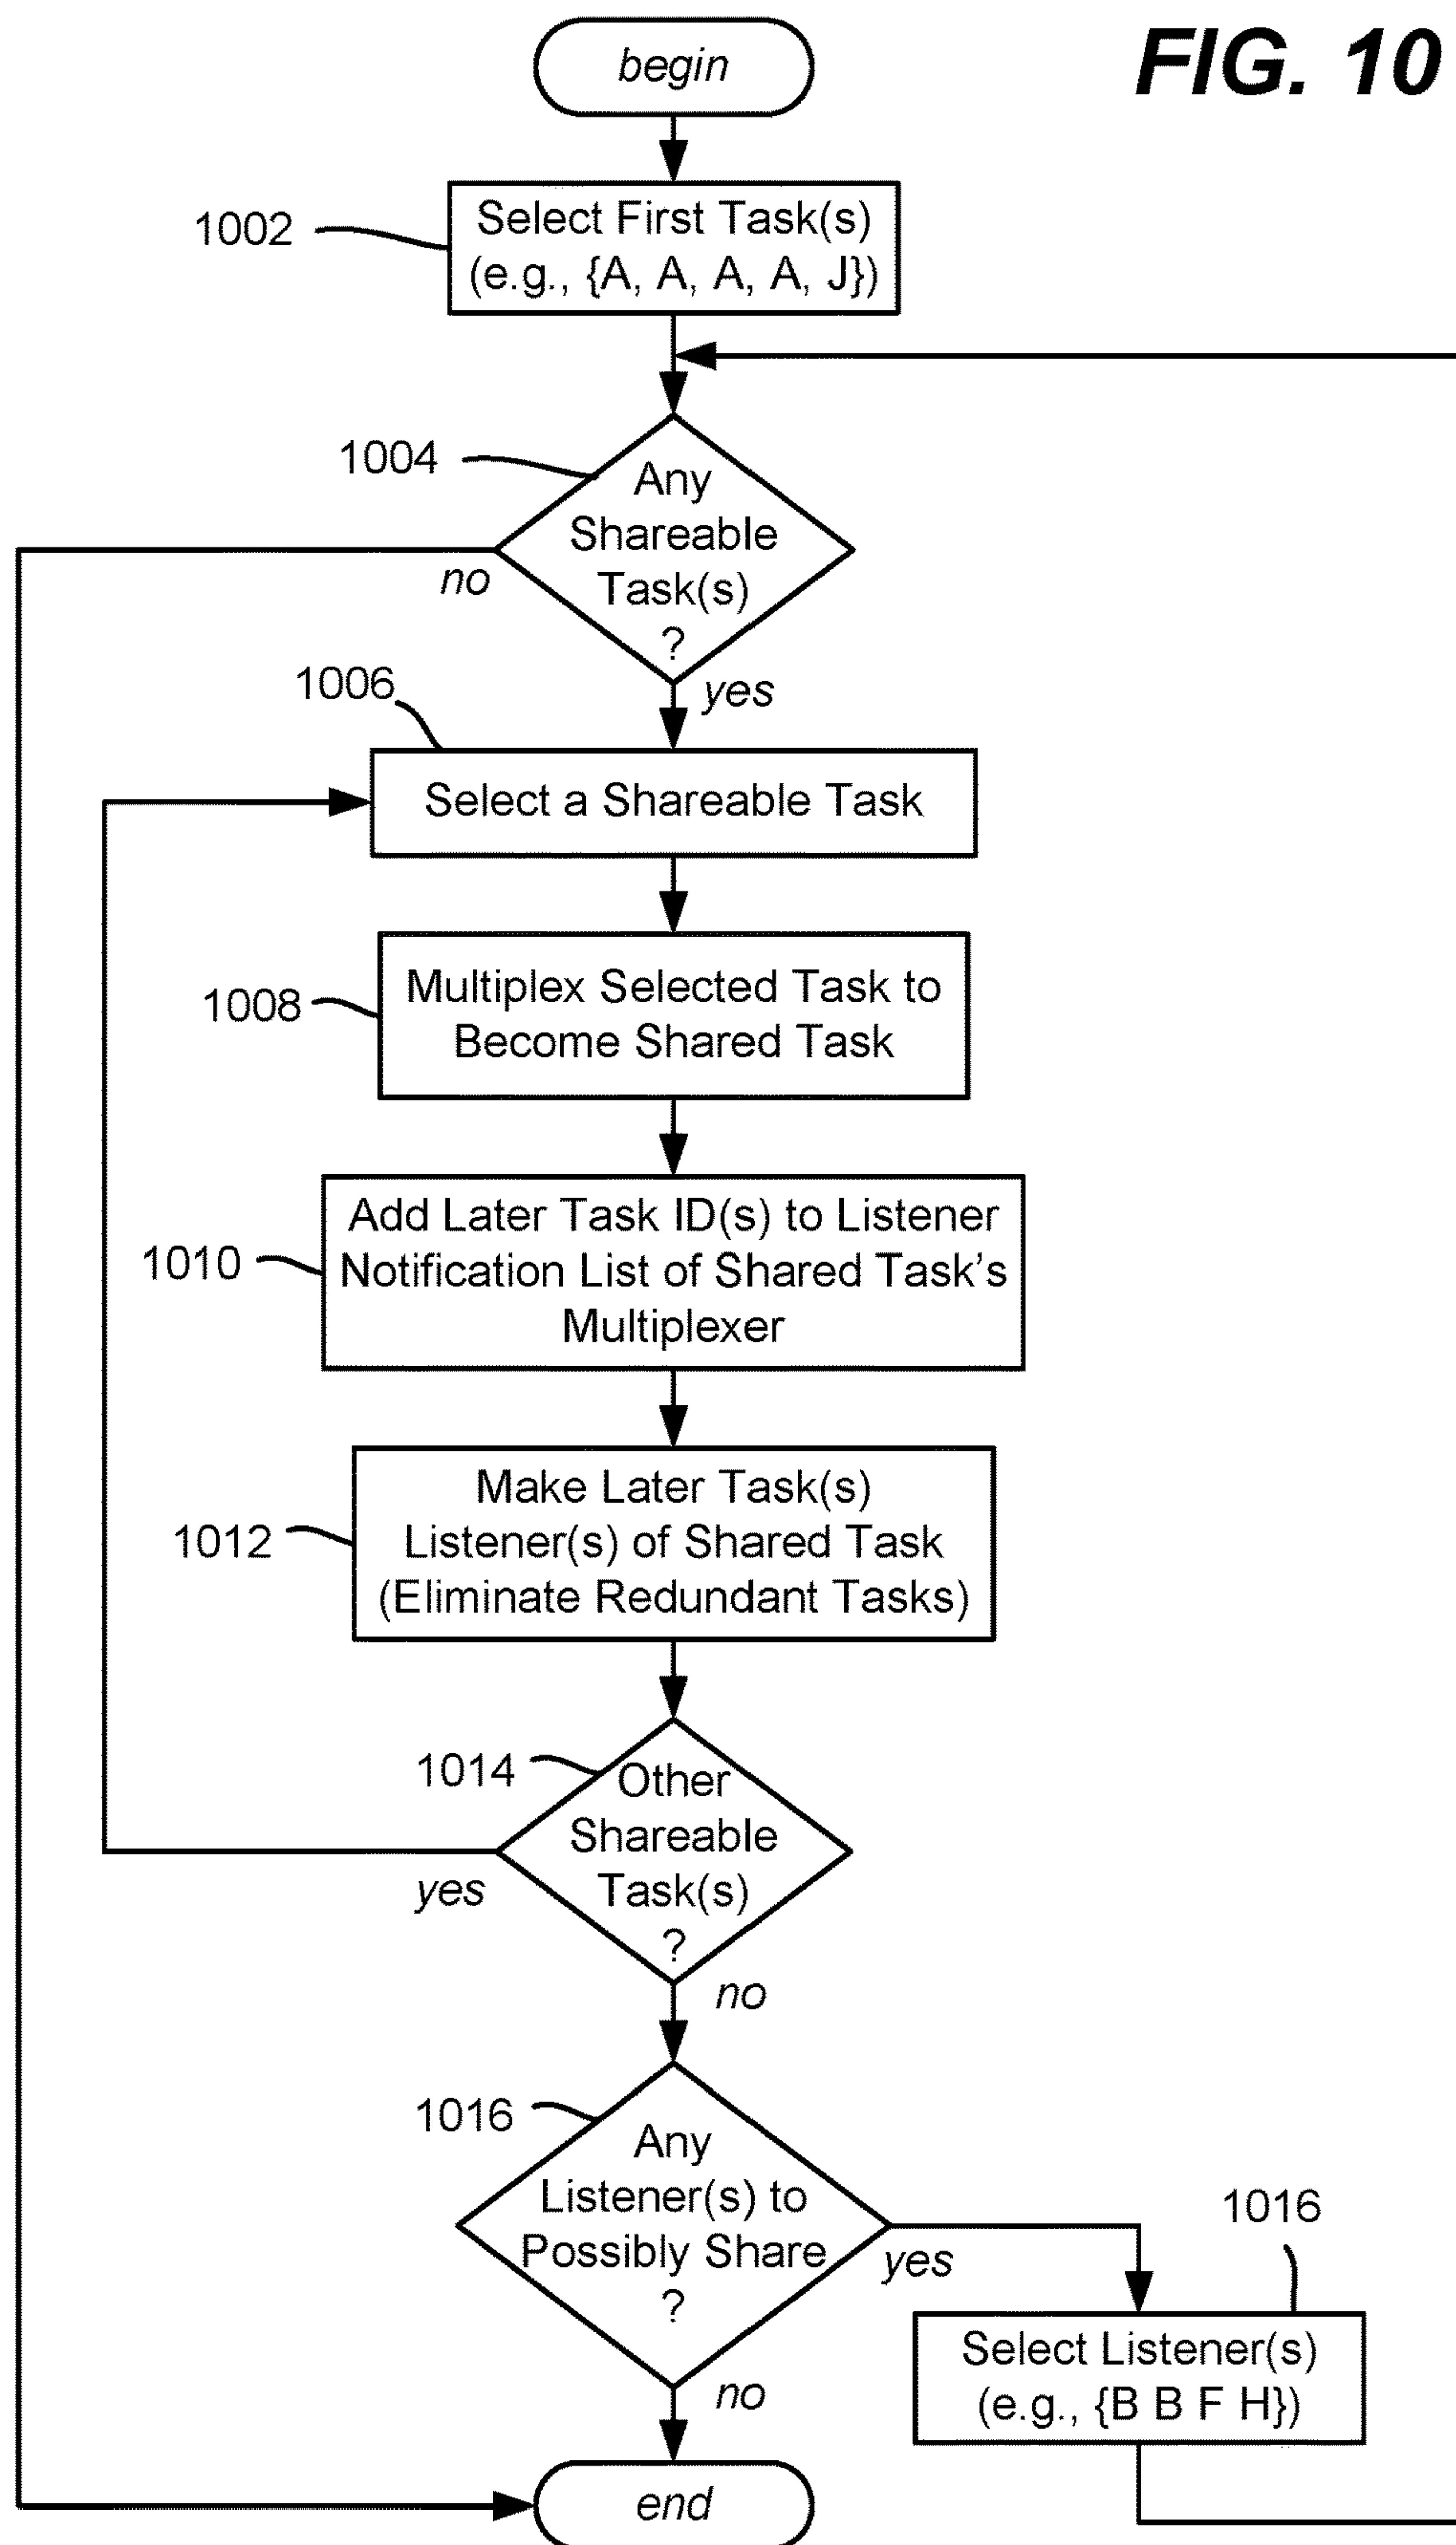 FIG. 10
begin
1002
Select First Task(s)
(e.g., {A, A, A, A, J})
1004
Any
Shareable
Task(s)
?
no
yes
1006
Select a Shareable Task
1008
Multiplex Selected Task to
Become Shared Task
1010
Add Later Task ID(s) to Listener
Notification List of Shared Task’s
Multiplexer
1012
Make Later Task(s)
Listener(s) of Shared Task
(Eliminate Redundant Tasks)
1014
Other
Shareable
Task(s)
?
yes
no
1016
Any
Listener(s) to
Possibly Share
?
yes
no
1016
Select Listener(s)
(e.g., {B B F H})
end